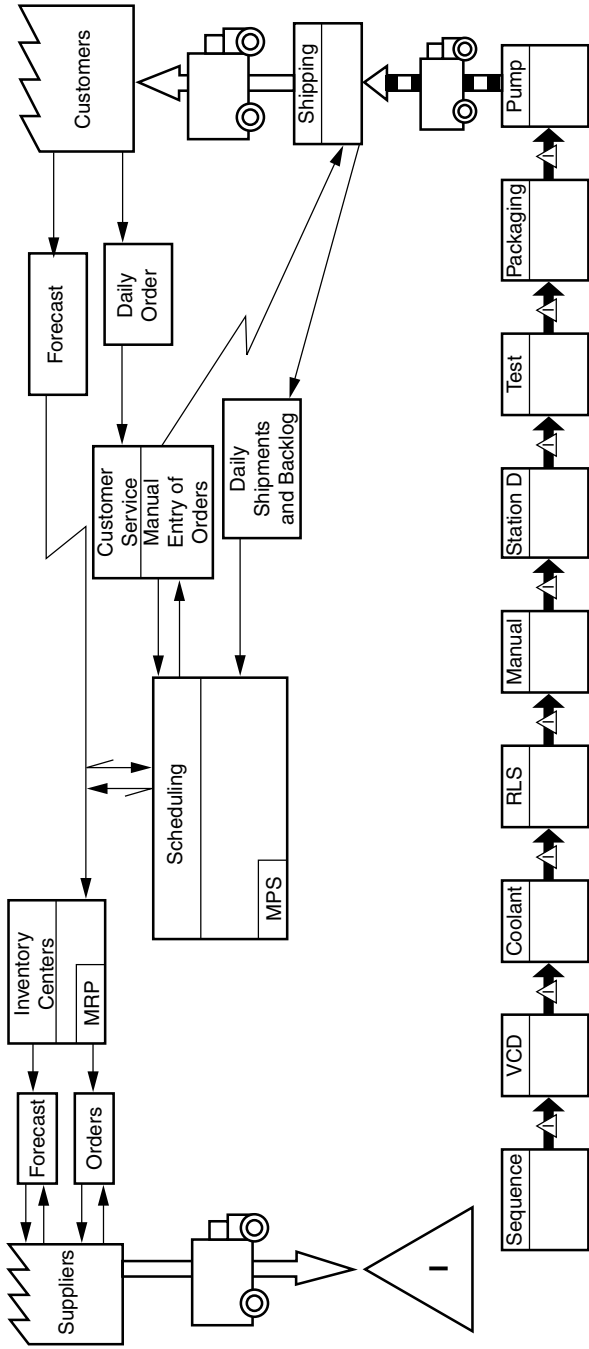 Suppliers
Forecast
Orders
Inventory
Centers
MRP
Forecast
Customers
Daily
Order
Scheduling
MPS
Customer
Service
Manual
Entry of
Orders
Daily
Shipments
and Backlog
Shipping
I
Sequence
I
VCD
I
Coolant
I
RLS
I
Manual
I
Station D
I
Test
I
Packaging
I
Pump